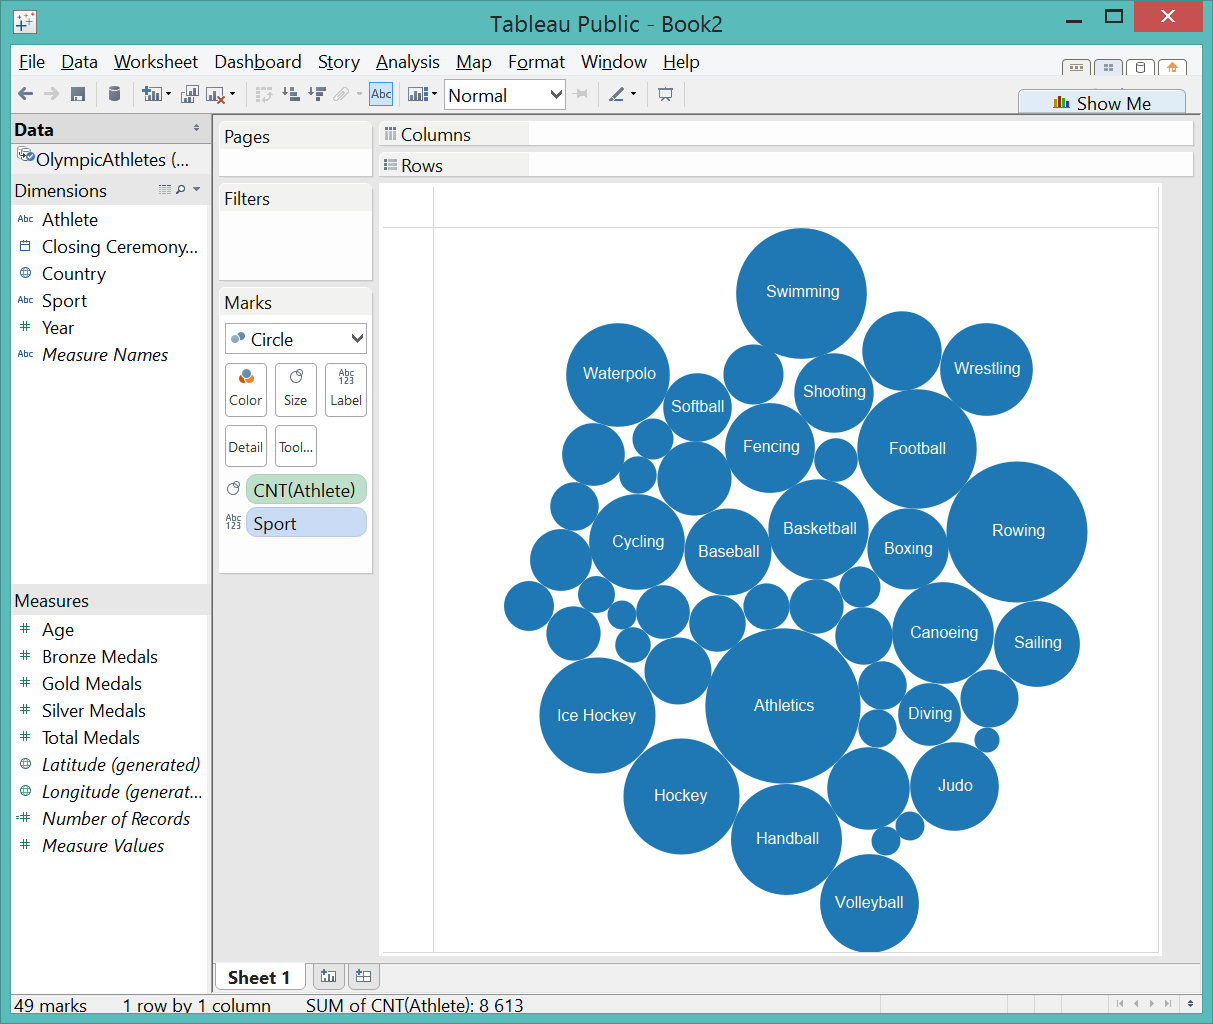 Tableau Public - Book2
File Data Worksheet Dashboard Story Analysis Map Format Window Help
Abc Normal
Show Me
Data
OlympicAthletes (...
Dimensions
Abc Athlete
Closing Ceremony...
Country
Abc Sport
# Year
Abc Measure Names
Measures
# Age
# Bronze Medals
# Gold Medals
# Silver Medals
# Total Medals
Latitude (generated)
Longitude (generat...
=# Number of Records
# Measure Values
Pages
Filters
Marks
Circle
Color Size Abc 123 Label
Detail Tool...
CNT(Athlete)
Abc 123 Sport
Columns
Rows
Swimming
Waterpolo
Wrestling
Shooting
Softball
Fencing
Football
Basketball
Rowing
Cycling
Baseball
Boxing
Canoeing
Sailing
Athletics
Ice Hockey
Diving
Judo
Hockey
Handball
Volleyball
Sheet 1
49 marks 1 row by 1 column SUM of CNT(Athlete): 8 613